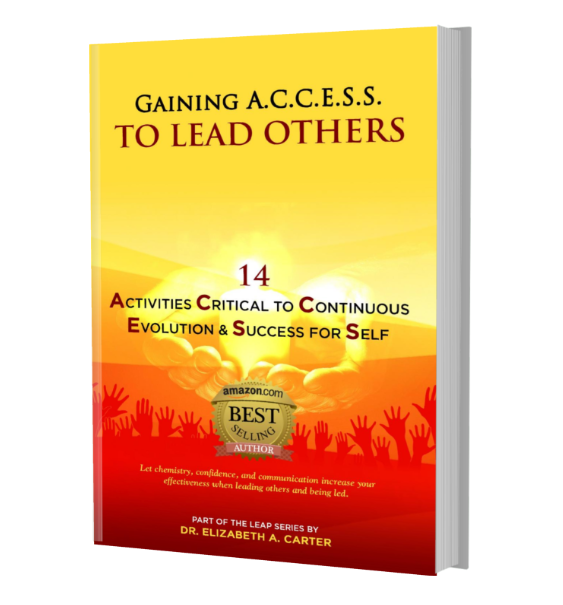 GAINING A.C.C.E.S.S.
TO LEAD OTHERS
14
ACTIVITIES CRITICAL TO CONTINUOUS
EVOLUTION & SUCCESS FOR SELF
amazon.com
BEST
SELLING
AUTHOR
Let chemistry, confidence, and communication increase your
effectiveness when leading others and being led.
PART OF THE LEAP SERIES BY
DR. ELIZABETH A. CARTER